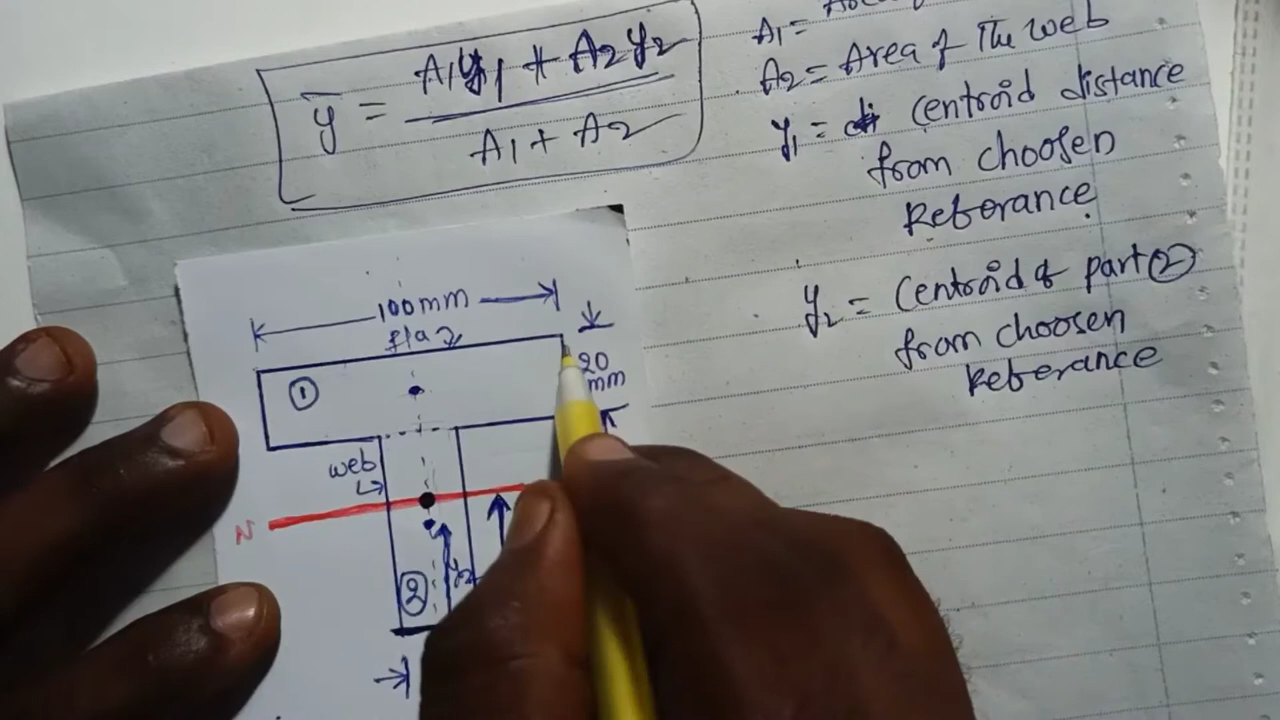 ȳ = A₁y₁ + A₂y₂
A₁ + A₂
A₁ =
A₂ = Area of the web
y₁ = centroid distance
from choosen
Referance
y₂ = Centroid of part ②
from choosen
Referance
100mm
①
20
mm
web
N
②
y₂